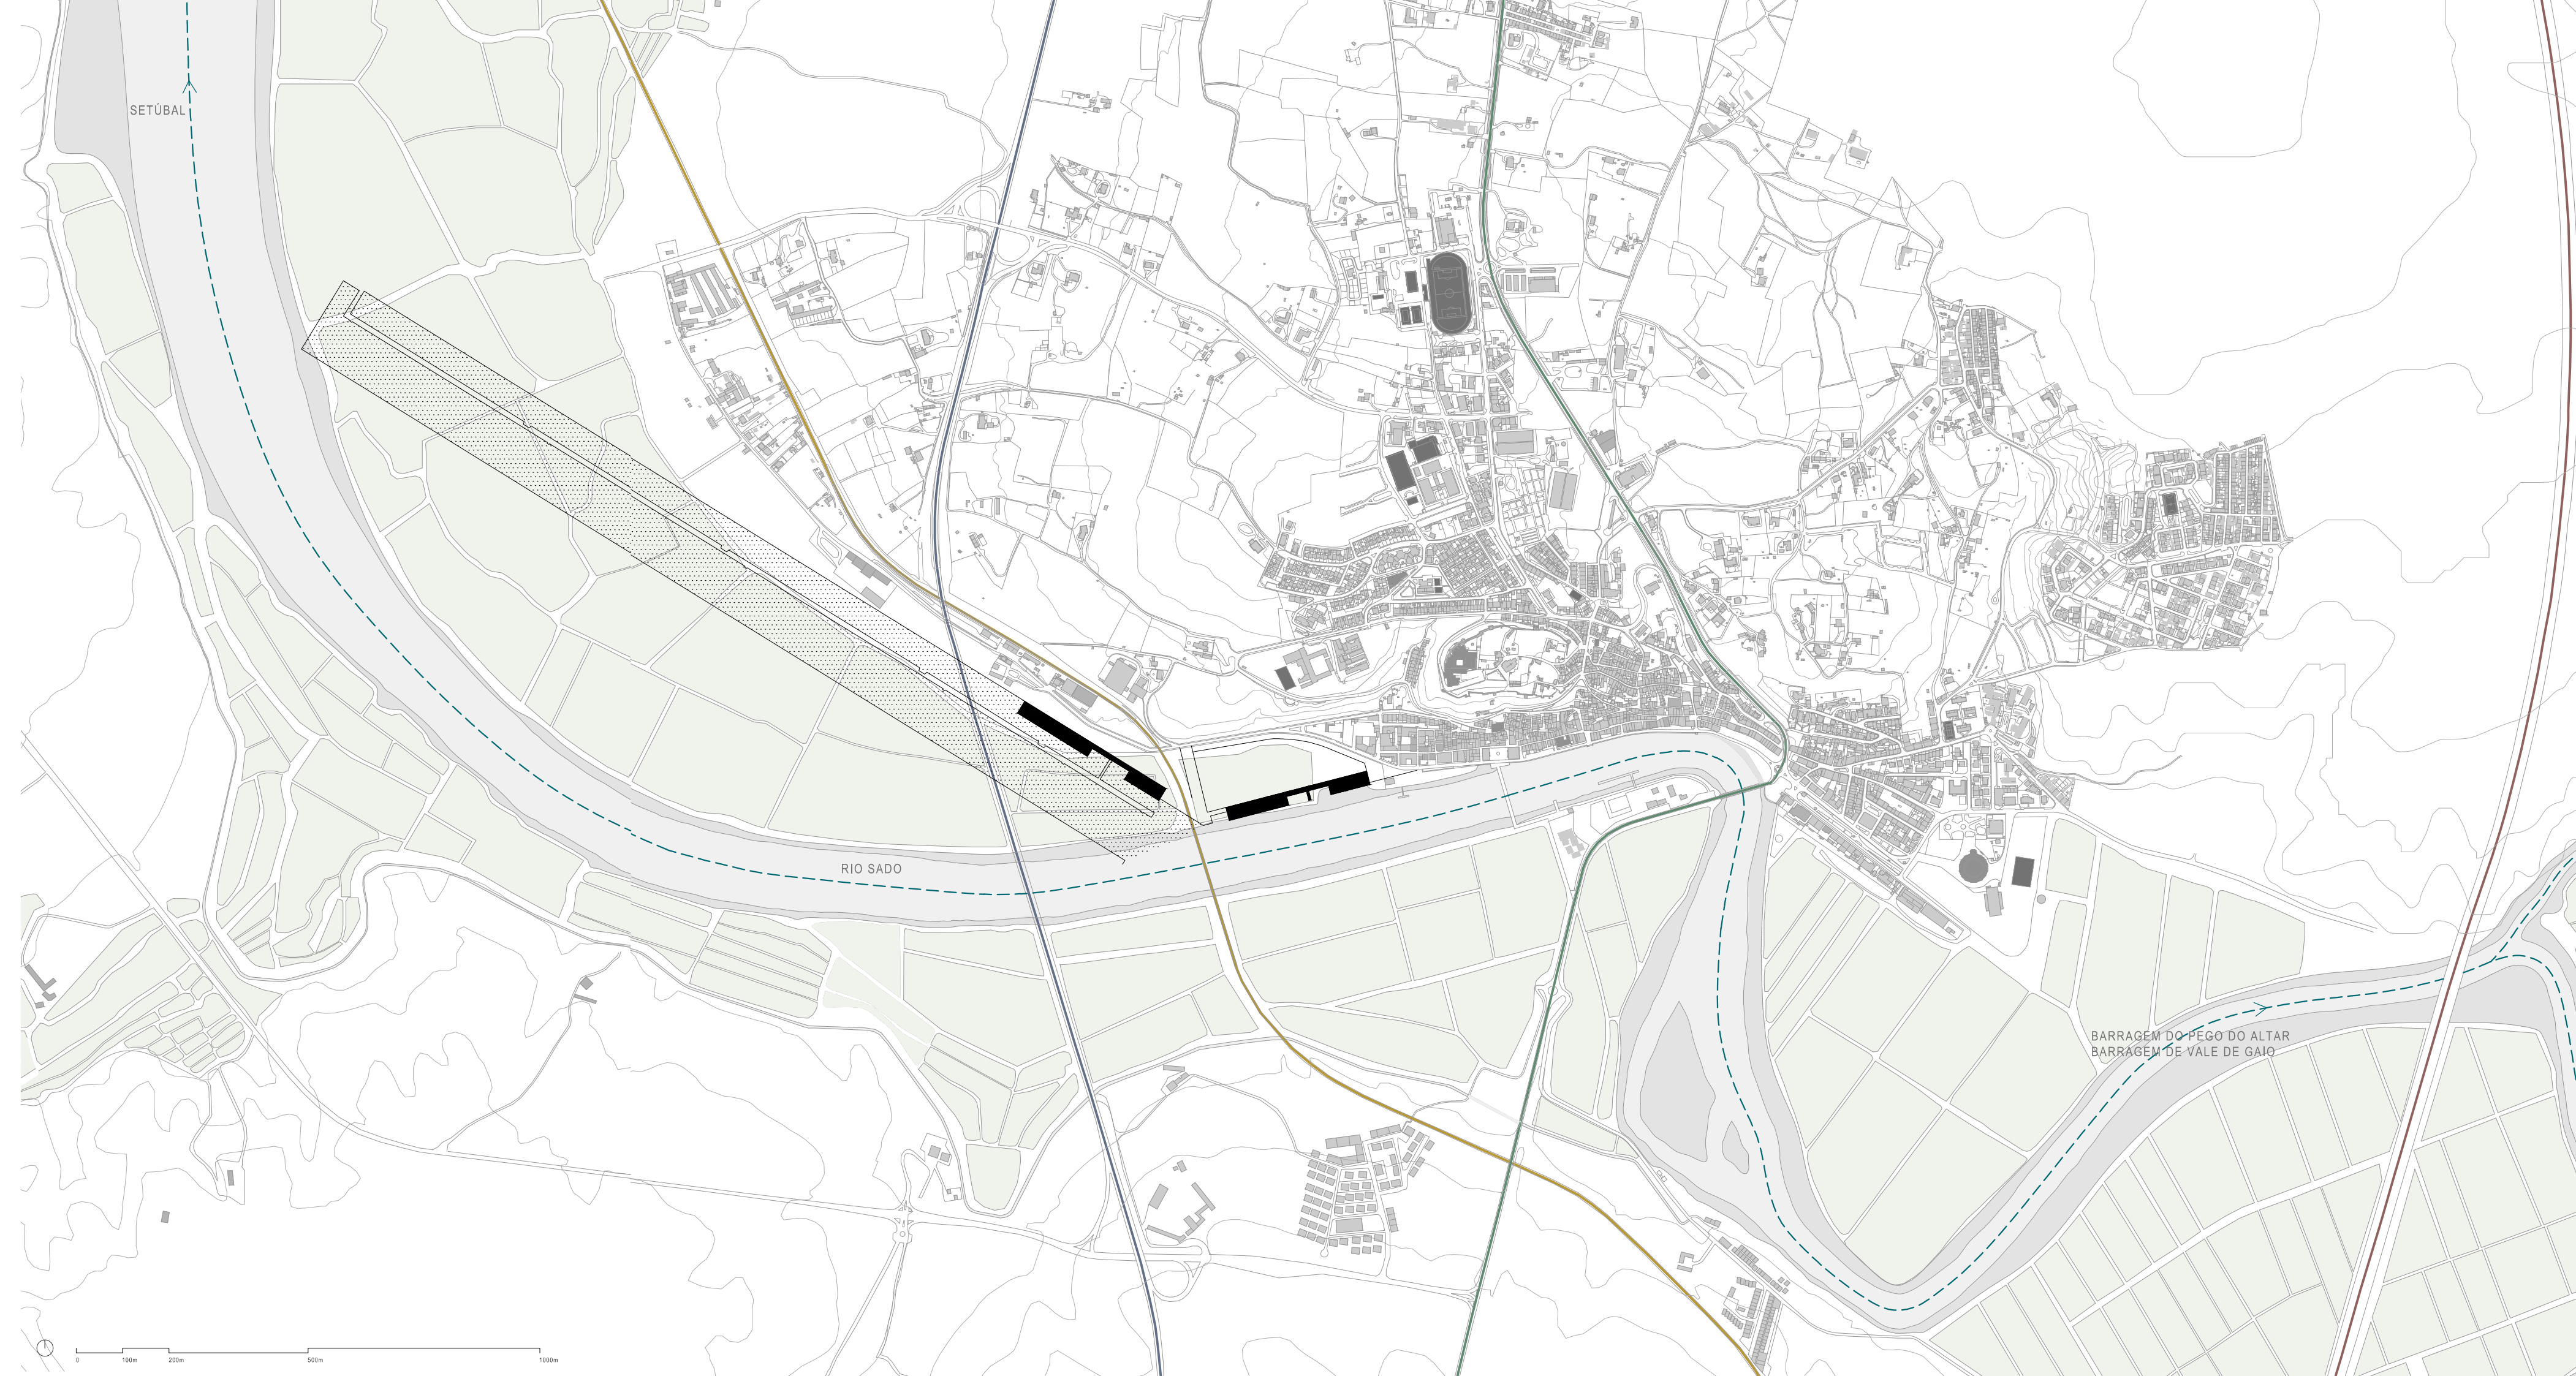 SETÚBAL
RIO SADO
BARRAGEM DO PEGO DO ALTAR
BARRAGEM DE VALE DE GAIO
0 100m 200m 500m 1000m